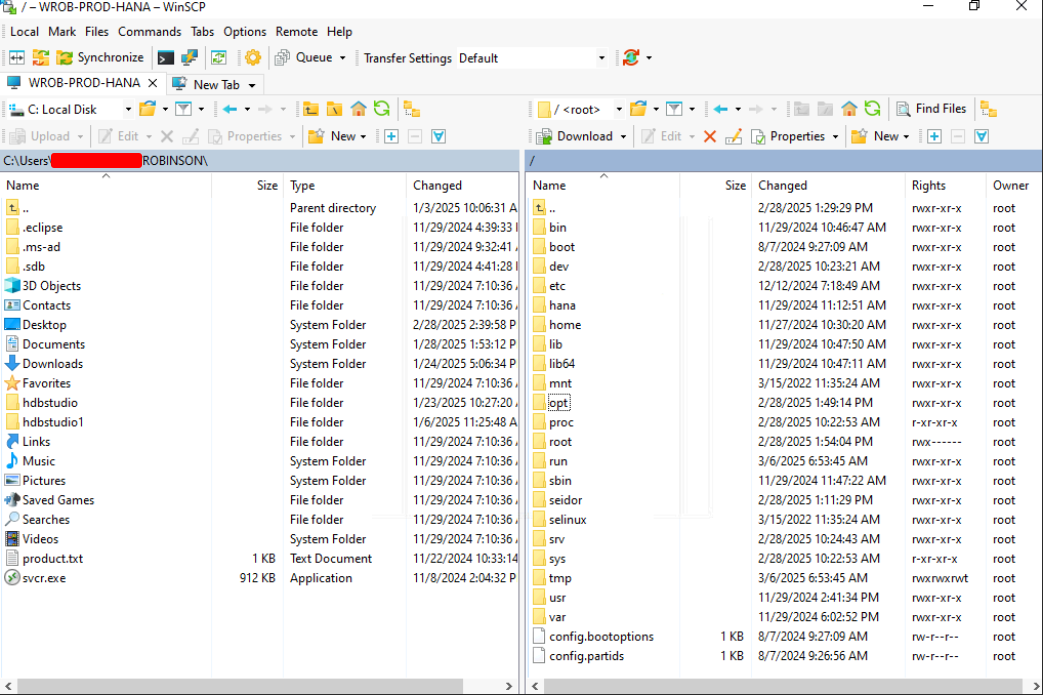 / – WROB-PROD-HANA – WinSCP
Local Mark Files Commands Tabs Options Remote Help
Synchronize Queue Transfer Settings Default
WROB-PROD-HANA New Tab
C: Local Disk
Upload Edit Properties New
C:\Users\ ROBINSON\
Name Size Type Changed
.. Parent directory 1/3/2025 10:06:31 A
.eclipse File folder 11/29/2024 4:39:33
.ms-ad File folder 11/29/2024 9:32:41
.sdb File folder 11/29/2024 4:41:28
3D Objects File folder 11/29/2024 7:10:36
Contacts File folder 11/29/2024 7:10:36
Desktop System Folder 2/28/2025 2:39:58 P
Documents System Folder 1/28/2025 1:53:12 P
Downloads System Folder 1/24/2025 5:06:34 P
Favorites File folder 11/29/2024 7:10:36
hdbstudio File folder 1/23/2025 10:27:20
hdbstudio1 File folder 1/6/2025 11:25:48 A
Links File folder 11/29/2024 7:10:36
Music System Folder 11/29/2024 7:10:36
Pictures System Folder 11/29/2024 7:10:36
Saved Games File folder 11/29/2024 7:10:36
Searches File folder 11/29/2024 7:10:36
Videos System Folder 11/29/2024 7:10:36
product.txt 1 KB Text Document 11/22/2024 10:33:14
svcr.exe 912 KB Application 11/8/2024 2:04:32 P
/ <root> Find Files
Download Edit Properties New
/
Name Size Changed Rights Owner
.. 2/28/2025 1:29:29 PM rwxr-xr-x root
bin 11/29/2024 10:46:47 AM rwxr-xr-x root
boot 8/7/2024 9:27:09 AM rwxr-xr-x root
dev 2/28/2025 10:23:21 AM rwxr-xr-x root
etc 12/12/2024 7:18:49 AM rwxr-xr-x root
hana 11/29/2024 11:12:51 AM rwxr-xr-x root
home 11/27/2024 10:30:20 AM rwxr-xr-x root
lib 11/29/2024 10:47:50 AM rwxr-xr-x root
lib64 11/29/2024 10:47:11 AM rwxr-xr-x root
mnt 3/15/2022 11:35:24 AM rwxr-xr-x root
opt 2/28/2025 1:49:14 PM rwxr-xr-x root
proc 2/28/2025 10:22:53 AM r-xr-xr-x root
root 2/28/2025 1:54:04 PM rwx------ root
run 3/6/2025 6:53:45 AM rwxr-xr-x root
sbin 11/29/2024 11:47:22 AM rwxr-xr-x root
seidor 2/28/2025 1:11:29 PM rwxr-xr-x root
selinux 3/15/2022 11:35:24 AM rwxr-xr-x root
srv 2/28/2025 10:24:43 AM rwxr-xr-x root
sys 2/28/2025 10:22:53 AM r-xr-xr-x root
tmp 3/6/2025 6:53:45 AM rwxrwxrwt root
usr 11/29/2024 2:41:34 PM rwxr-xr-x root
var 11/29/2024 6:02:52 PM rwxr-xr-x root
config.bootoptions 1 KB 8/7/2024 9:27:09 AM rw-r--r-- root
config.partids 1 KB 8/7/2024 9:26:56 AM rw-r--r-- root